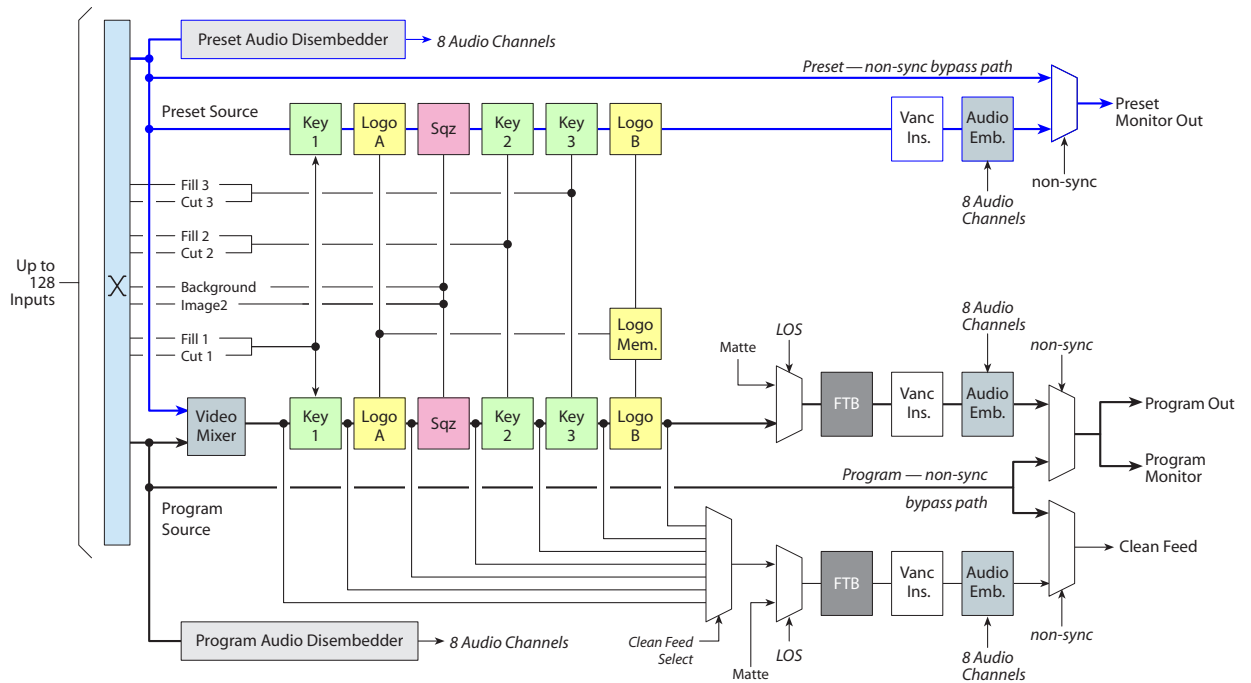 Preset Audio Disembedder
8 Audio Channels
Preset — non-sync bypass path
Preset Source
Key 1
Logo A
Sqz
Key 2
Key 3
Logo B
Vanc Ins.
Audio Emb.
Preset
Monitor Out
non-sync
8 Audio
Channels
Fill 3
Cut 3
Fill 2
Cut 2
Up to
128
Inputs
Background
Image2
Fill 1
Cut 1
Logo
Mem.
Matte
LOS
8 Audio
Channels
non-sync
Video
Mixer
Key 1
Logo A
Sqz
Key 2
Key 3
Logo B
FTB
Vanc Ins.
Audio Emb.
Program Out
Program
Monitor
Program — non-sync
bypass path
Program
Source
Clean Feed
FTB
Vanc Ins.
Audio Emb.
Program Audio Disembedder
8 Audio Channels
Clean Feed
Select
Matte
LOS
8 Audio
Channels
non-sync